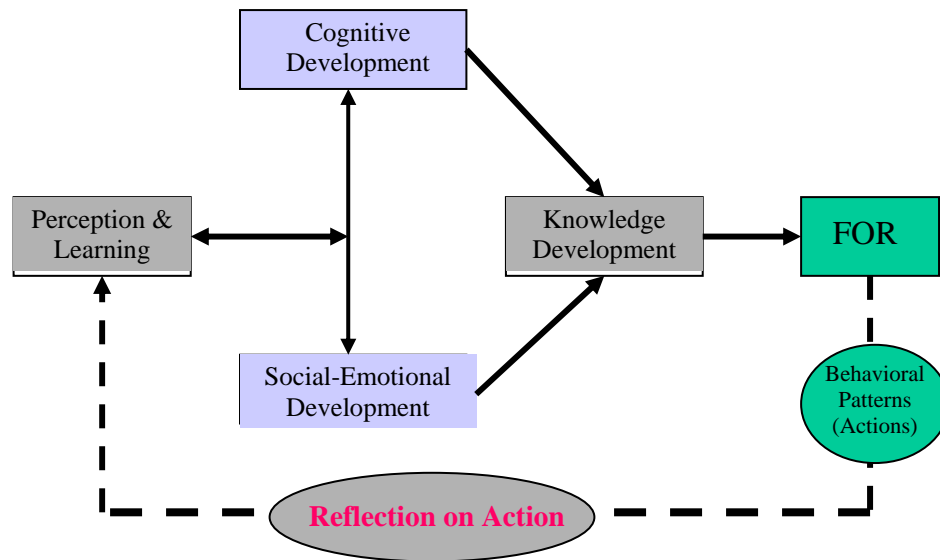 Cognitive
Development
Perception &
Learning
Knowledge
Development
FOR
Social-Emotional
Development
Behavioral
Patterns
(Actions)
Reflection on Action